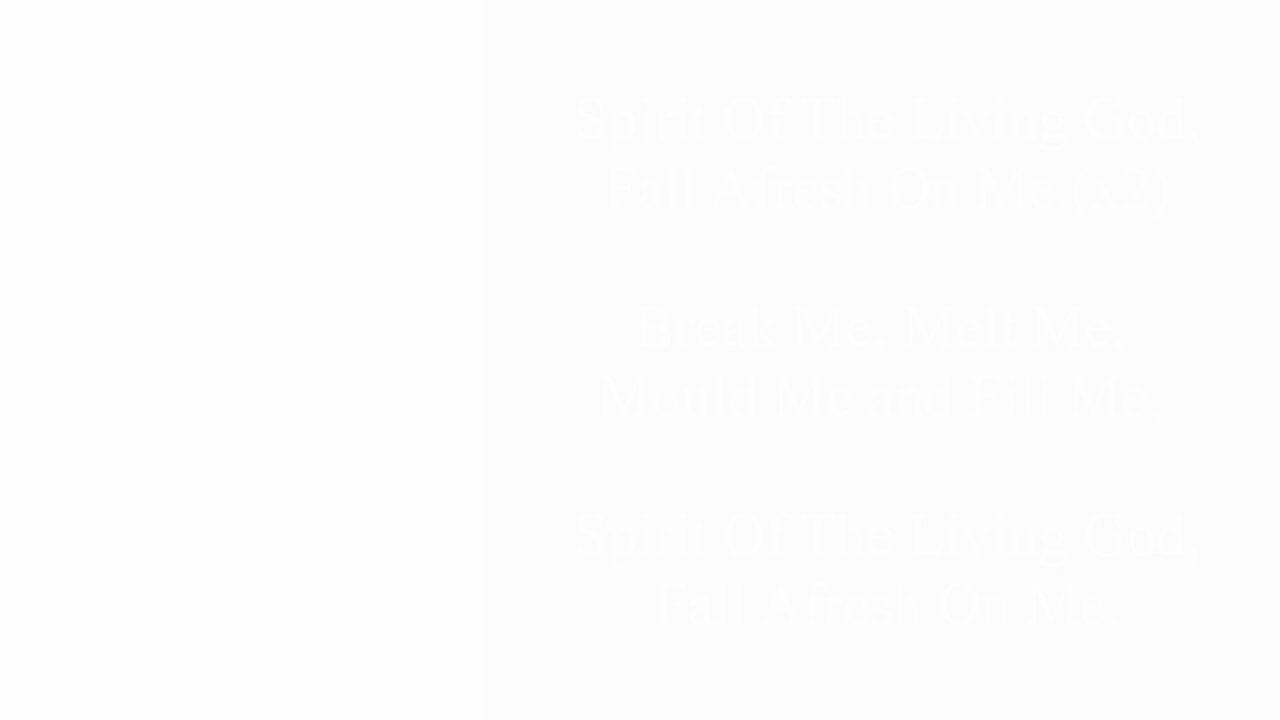 Spirit Of The Living God,
Fall Afresh On Me.(x2)
Break Me, Melt Me,
Mould Me and Fill Me,
Spirit Of The Living God,
Fall Afresh On Me.